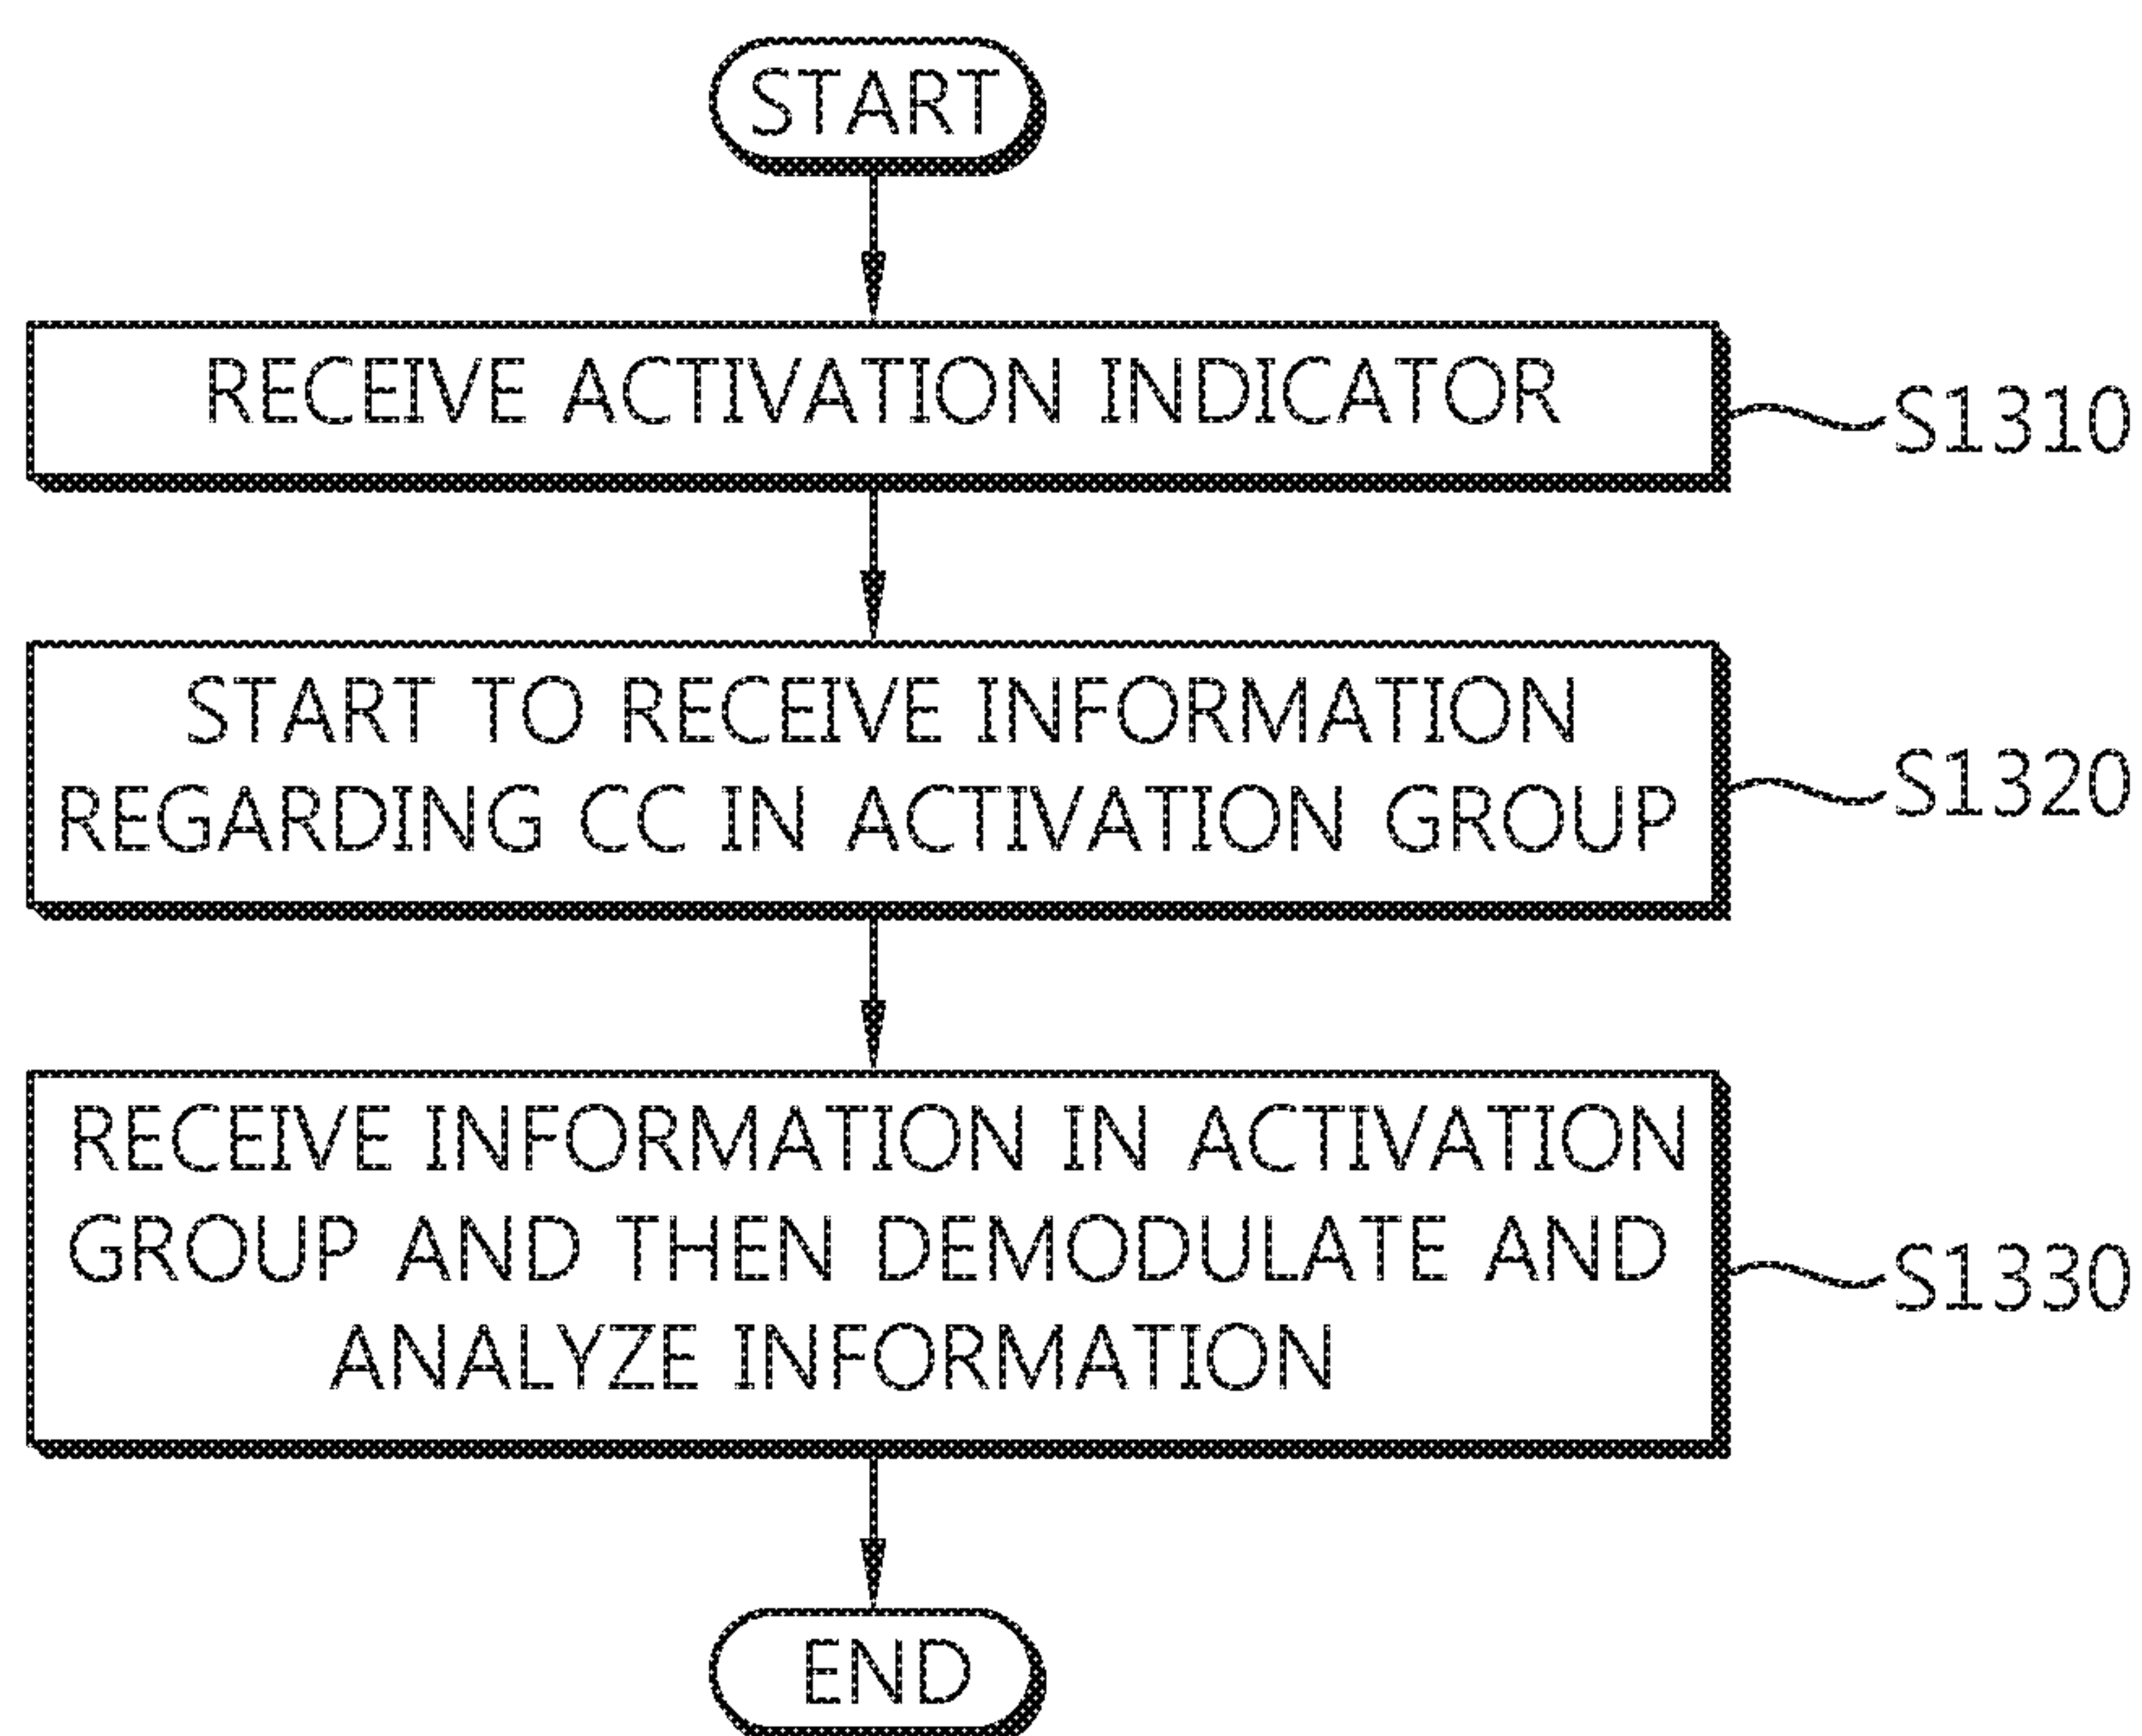 START
RECEIVE ACTIVATION INDICATOR
S1310
START TO RECEIVE INFORMATION
REGARDING CC IN ACTIVATION GROUP
S1320
RECEIVE INFORMATION IN ACTIVATION
GROUP AND THEN DEMODULATE AND
ANALYZE INFORMATION
S1330
END